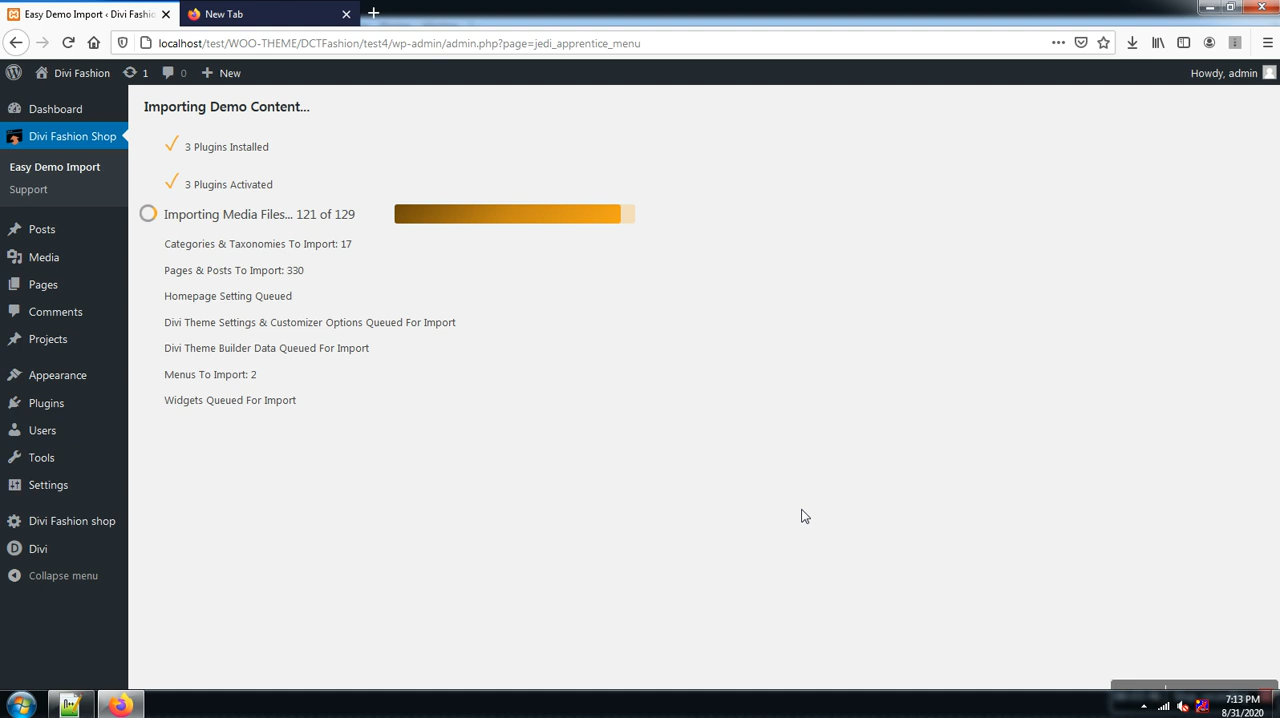 Easy Demo Import ‹ Divi Fashio
New Tab
localhost/test/WOO-THEME/DCTFashion/test4/wp-admin/admin.php?page=jedi_apprentice_menu
Divi Fashion
1
0
New
Howdy, admin
Dashboard
Divi Fashion Shop
Easy Demo Import
Support
Posts
Media
Pages
Comments
Projects
Appearance
Plugins
Users
Tools
Settings
Divi Fashion shop
Divi
Collapse menu
Importing Demo Content...
3 Plugins Installed
3 Plugins Activated
Importing Media Files... 121 of 129
Categories & Taxonomies To Import: 17
Pages & Posts To Import: 330
Homepage Setting Queued
Divi Theme Settings & Customizer Options Queued For Import
Divi Theme Builder Data Queued For Import
Menus To Import: 2
Widgets Queued For Import
7:13 PM
8/31/2020